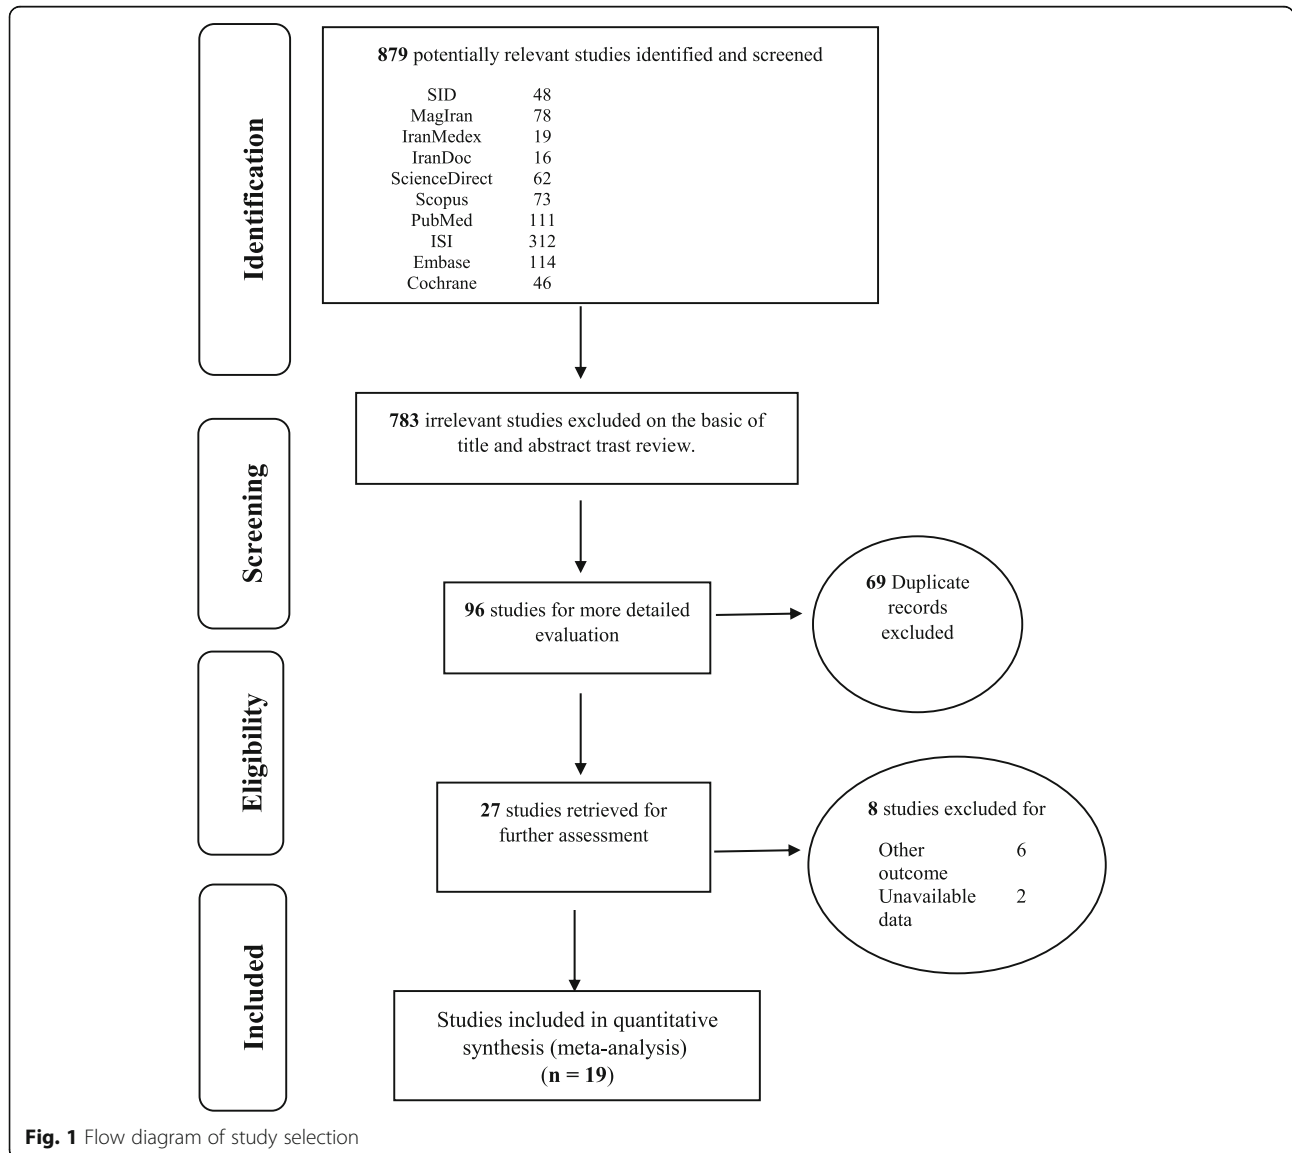 Identification
879 potentially relevant studies identified and screened
SID 48
MagIran 78
IranMedex 19
IranDoc 16
ScienceDirect 62
Scopus 73
PubMed 111
ISI 312
Embase 114
Cochrane 46
Screening
783 irrelevant studies excluded on the basic of
title and abstract trast review.
96 studies for more detailed
evaluation
69 Duplicate
records
excluded
Eligibility
27 studies retrieved for
further assessment
8 studies excluded for
Other 6
outcome
Unavailable 2
data
Included
Studies included in quantitative
synthesis (meta-analysis)
(n = 19)
Fig. 1 Flow diagram of study selection